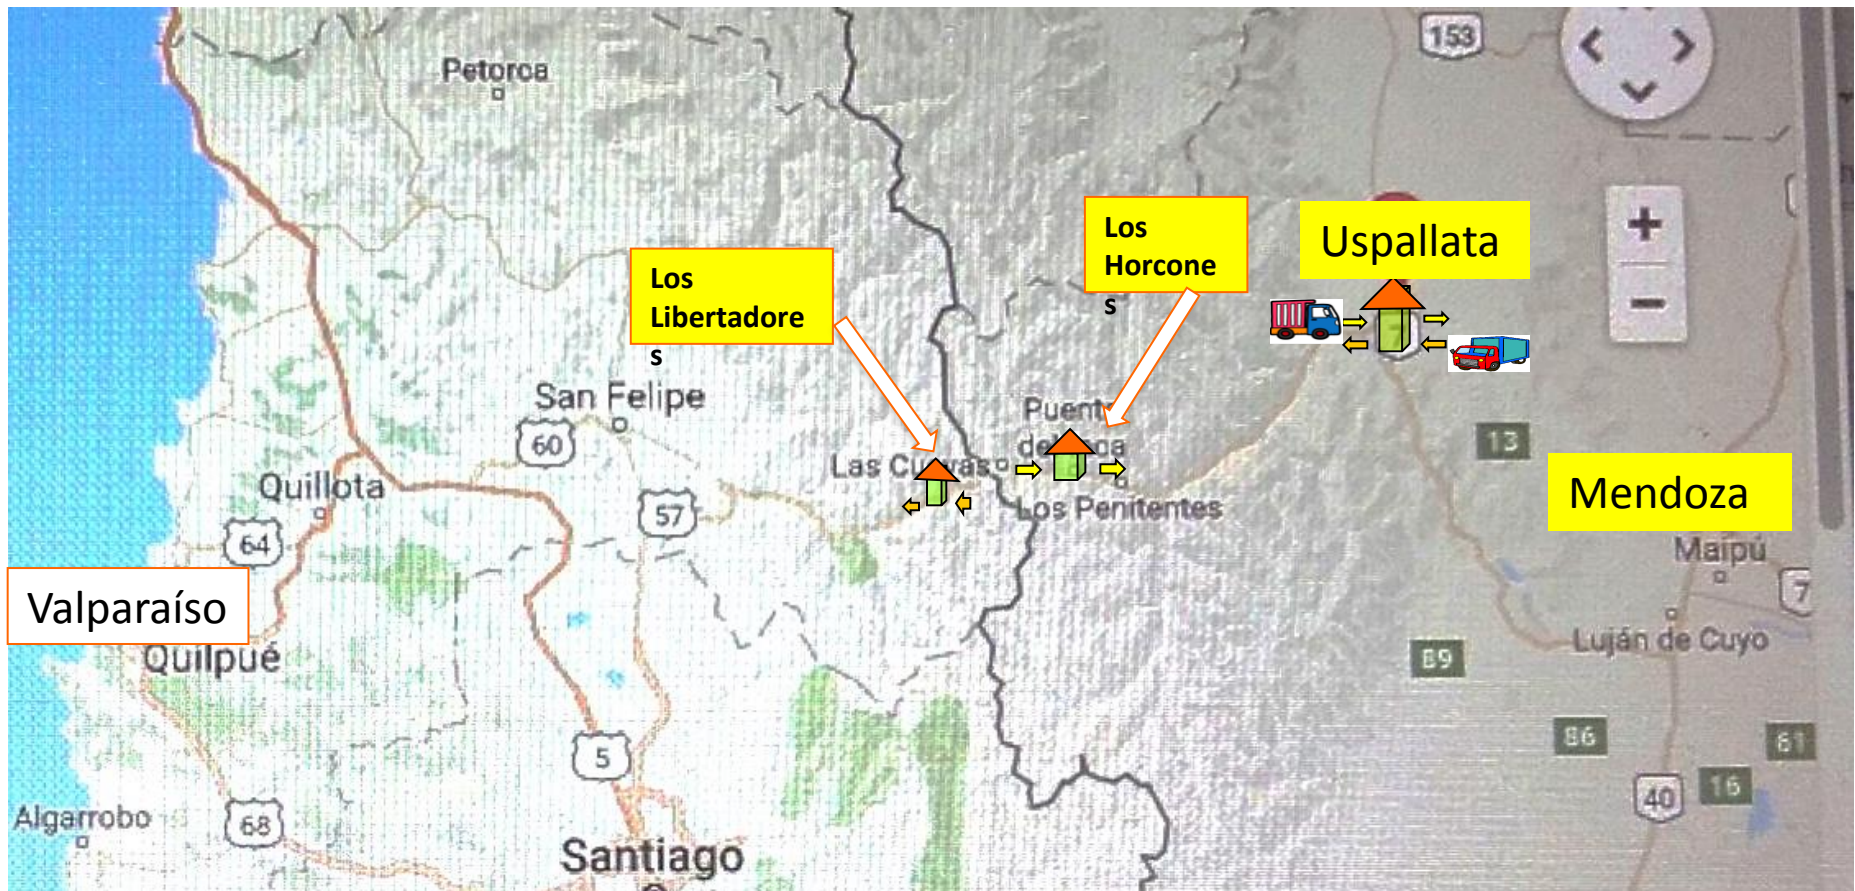 153
Petorca
Los
Horcone
s
Uspallata
Los
Libertadore
s
San Felipe
60
Puente
13
Las Cuevas
Quillota
57
Los Penitentes
Mendoza
64
Maipú
7
Valparaíso
Quilpué
Luján de Cuyo
89
5
86
61
16
40
Algarrobo
68
Santiago